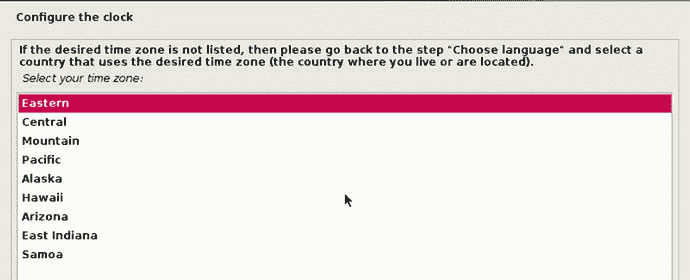 Configure the clock
If the desired time zone is not listed, then please go back to the step "Choose language" and select a
country that uses the desired time zone (the country where you live or are located).
Select your time zone:
Eastern
Central
Mountain
Pacific
Alaska
Hawaii
Arizona
East Indiana
Samoa